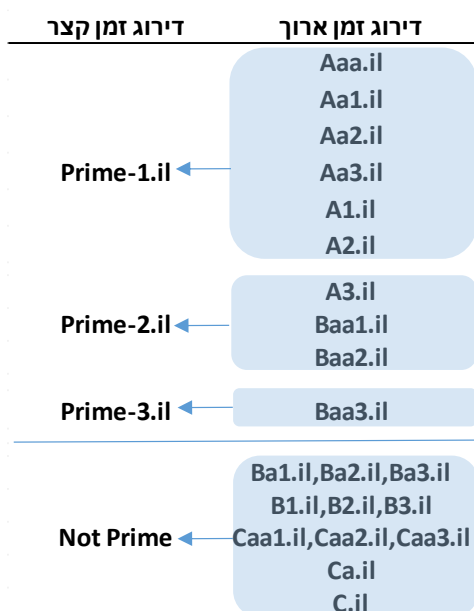 דירוג זמן ארוך דירוג זמן קצר
Aaa.il
Aa1.il
Aa2.il
Aa3.il
Prime-1.il
A1.il
A2.il
A3.il
Prime-2.il Baa1.il
Baa2.il
Prime-3.il Baa3.il
Ba1.il,Ba2.il,Ba3.il
B1.il,B2.il,B3.il
Not Prime Caa1.il,Caa2.il,Caa3.il
Ca.il
C.il